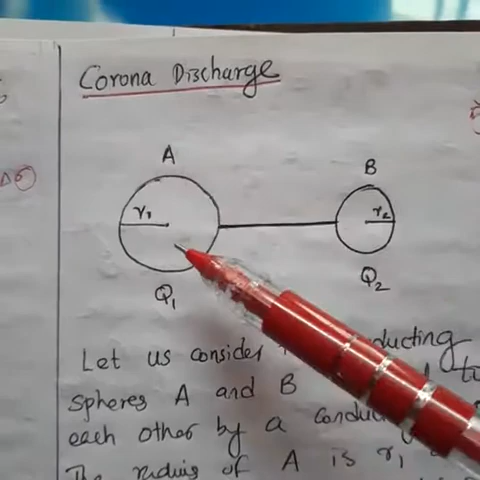 Corona Discharge
A
B
r₁
r₂
Q₁
Q₂
Let us consider
spheres A and B
each other by a
The radius of A is r₁